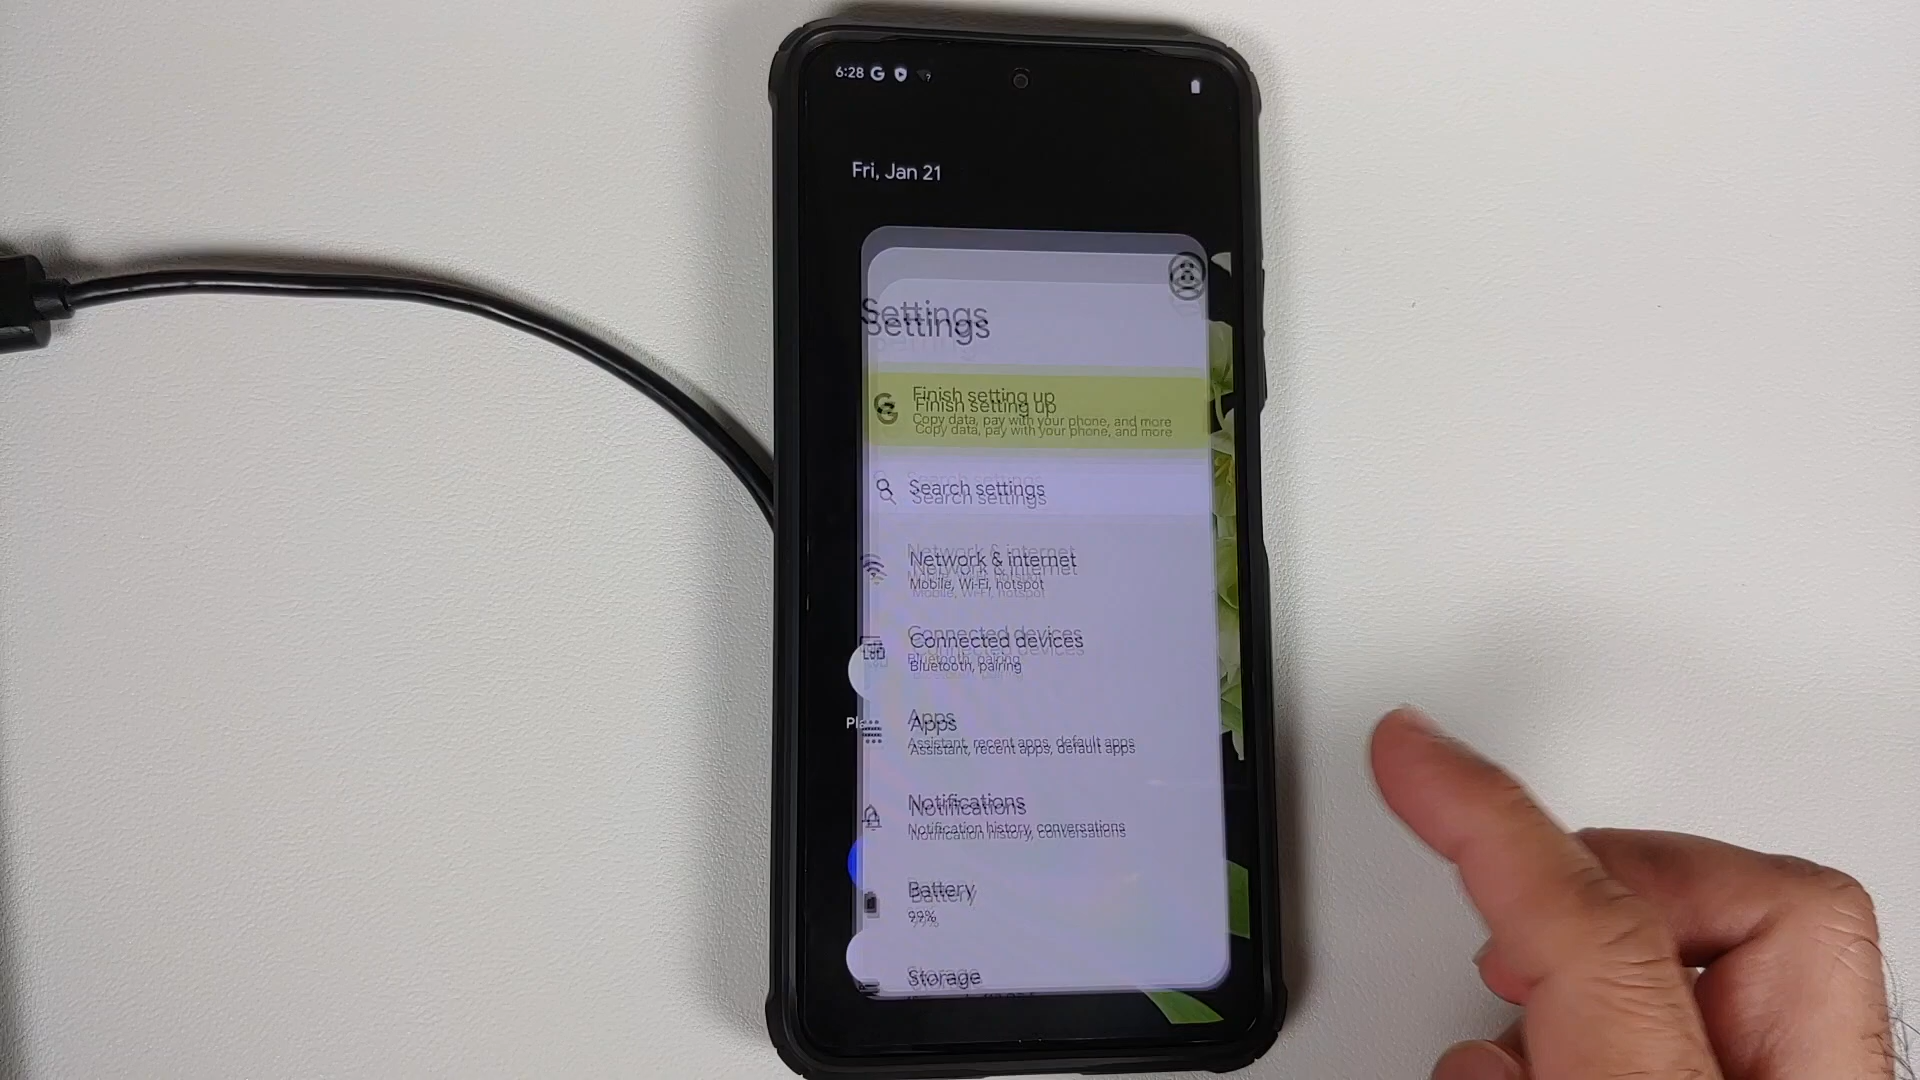 6:28
Fri, Jan 21
Settings
Finish setting up
Copy data, pay with your phone, and more
Search settings
Network & internet
Mobile, Wi-Fi, hotspot
Connected devices
Bluetooth, pairing
Apps
Assistant, recent apps, default apps
Notifications
Notification history, conversations
Battery
99%
Storage